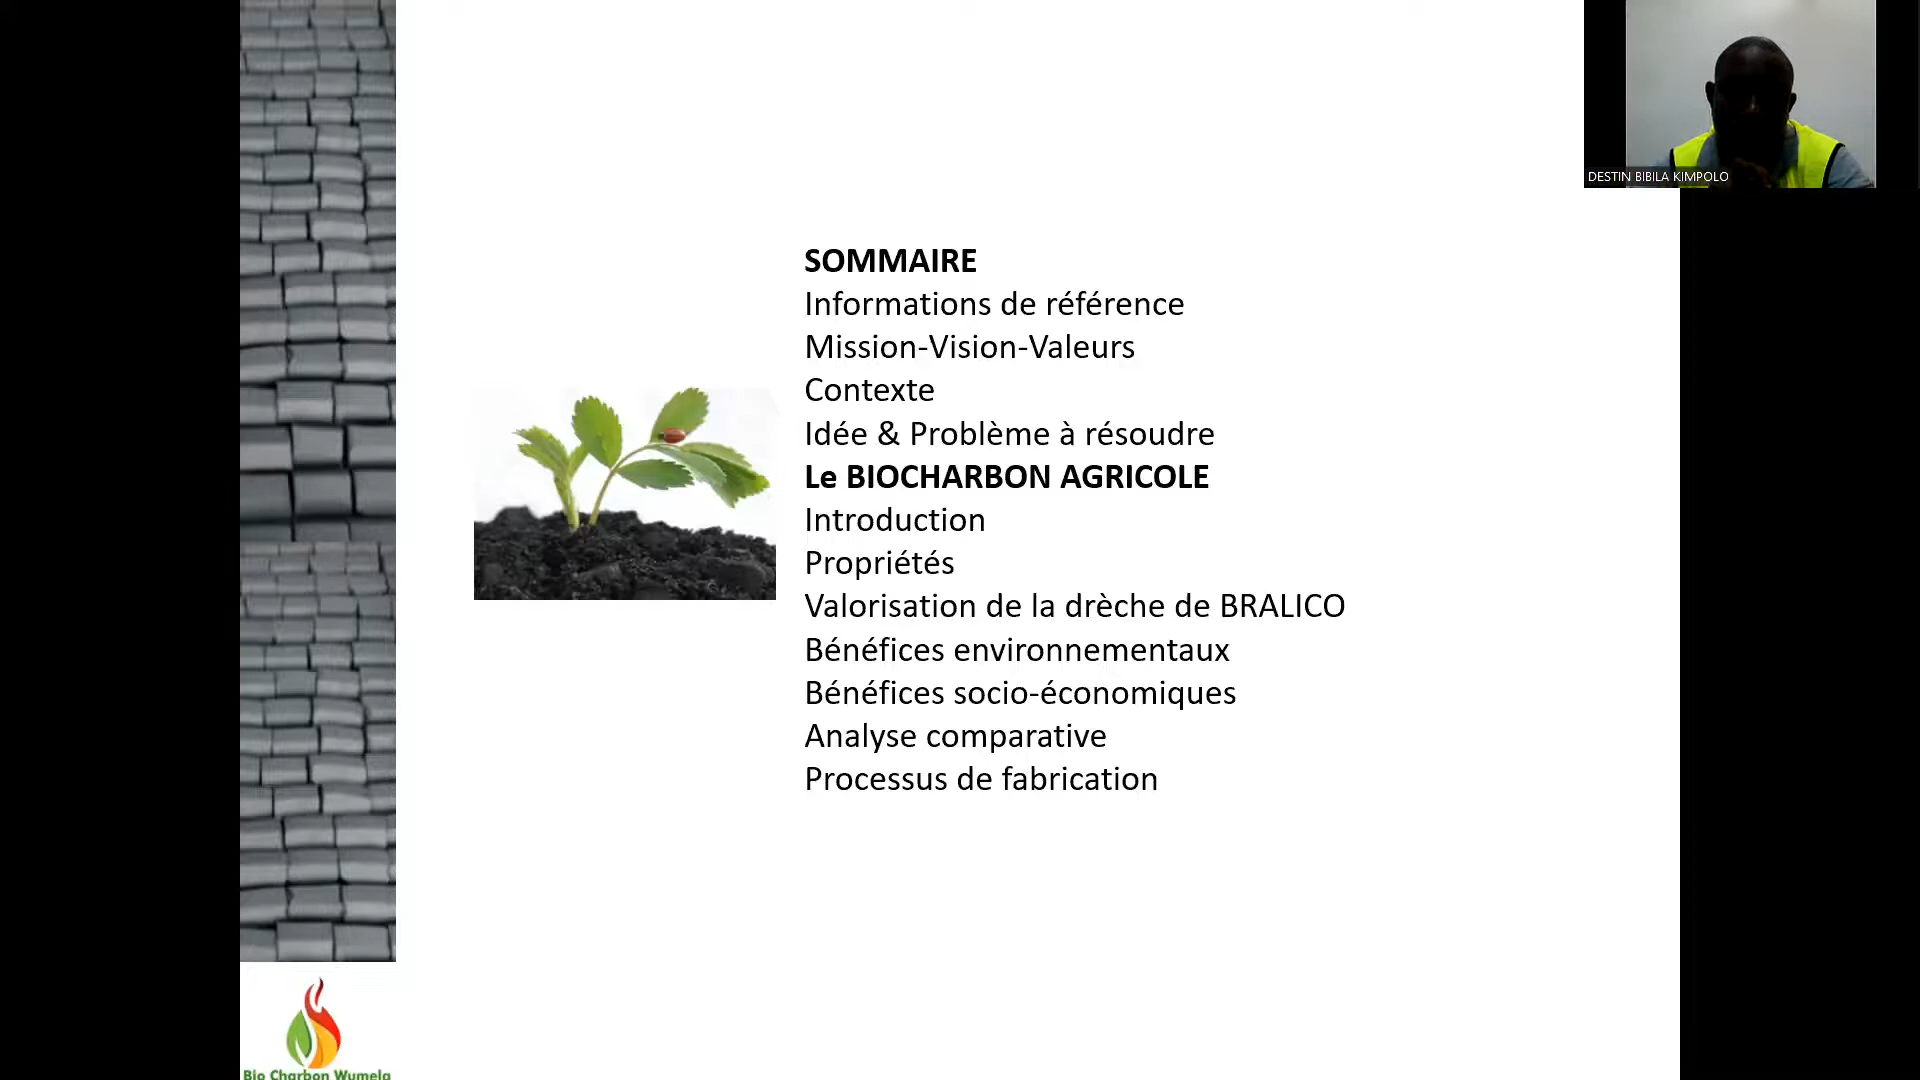 DESTIN BIBILA KIMPOLO
SOMMAIRE
Informations de référence
Mission-Vision-Valeurs
Contexte
Idée & Problème à résoudre
Le BIOCHARBON AGRICOLE
Introduction
Propriétés
Valorisation de la drèche de BRALICO
Bénéfices environnementaux
Bénéfices socio-économiques
Analyse comparative
Processus de fabrication
Bio Charbon Wumela